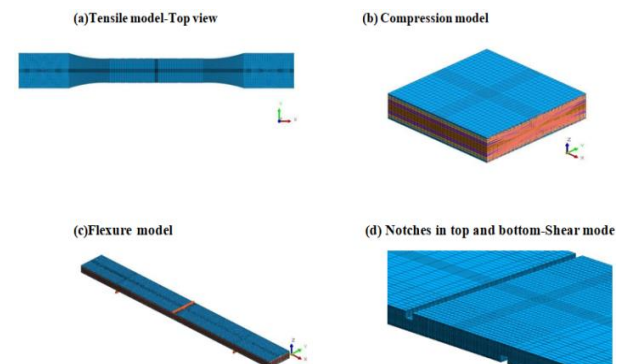 (a)Tensile model-Top view
(b) Compression model
(c)Flexure model
(d) Notches in top and bottom-Shear mode